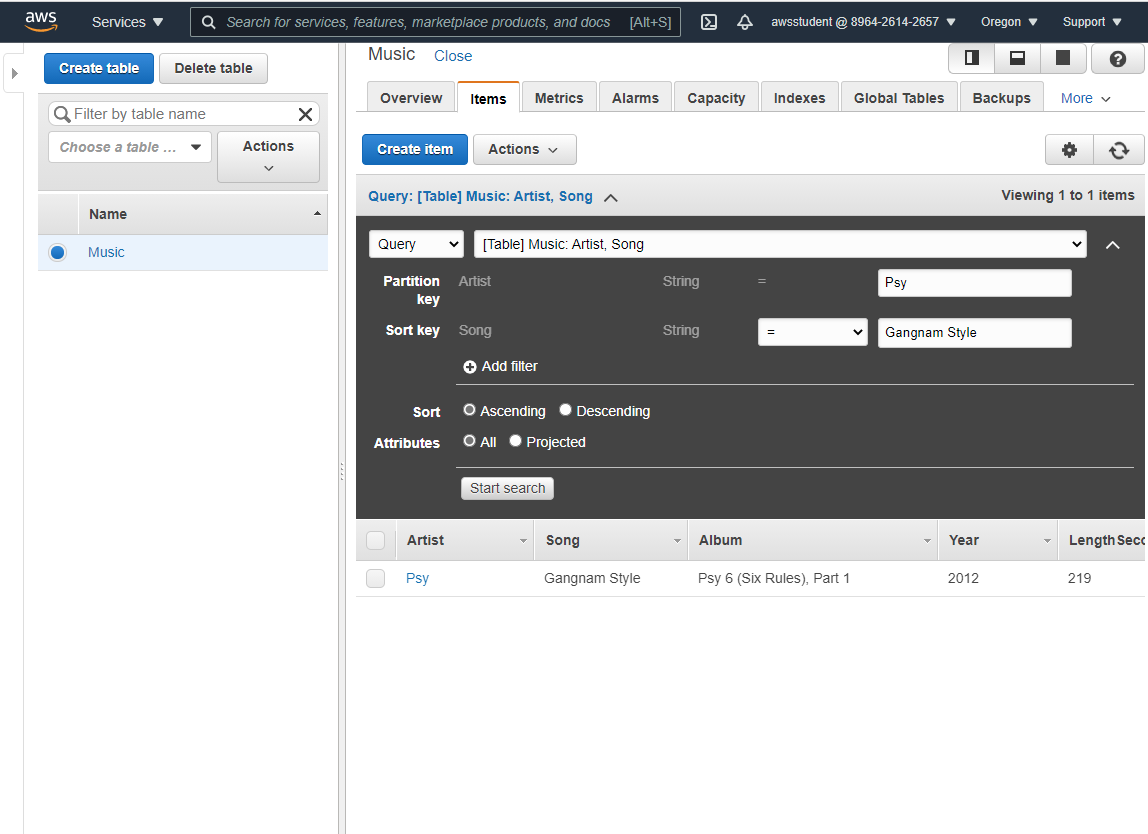 aws Services Search for services, features, marketplace products, and docs [Alt+S] awsstudent @ 8964-2614-2657 Oregon Support
Create table Delete table
Filter by table name
Choose a table ... Actions
Name
Music
Music Close
Overview Items Metrics Alarms Capacity Indexes Global Tables Backups More
Create item Actions
Query: [Table] Music: Artist, Song Viewing 1 to 1 items
Query [Table] Music: Artist, Song
Partition key Artist String = Psy
Sort key Song String = Gangnam Style
Add filter
Sort Ascending Descending
Attributes All Projected
Start search
Artist Song Album Year LengthSeco
Psy Gangnam Style Psy 6 (Six Rules), Part 1 2012 219